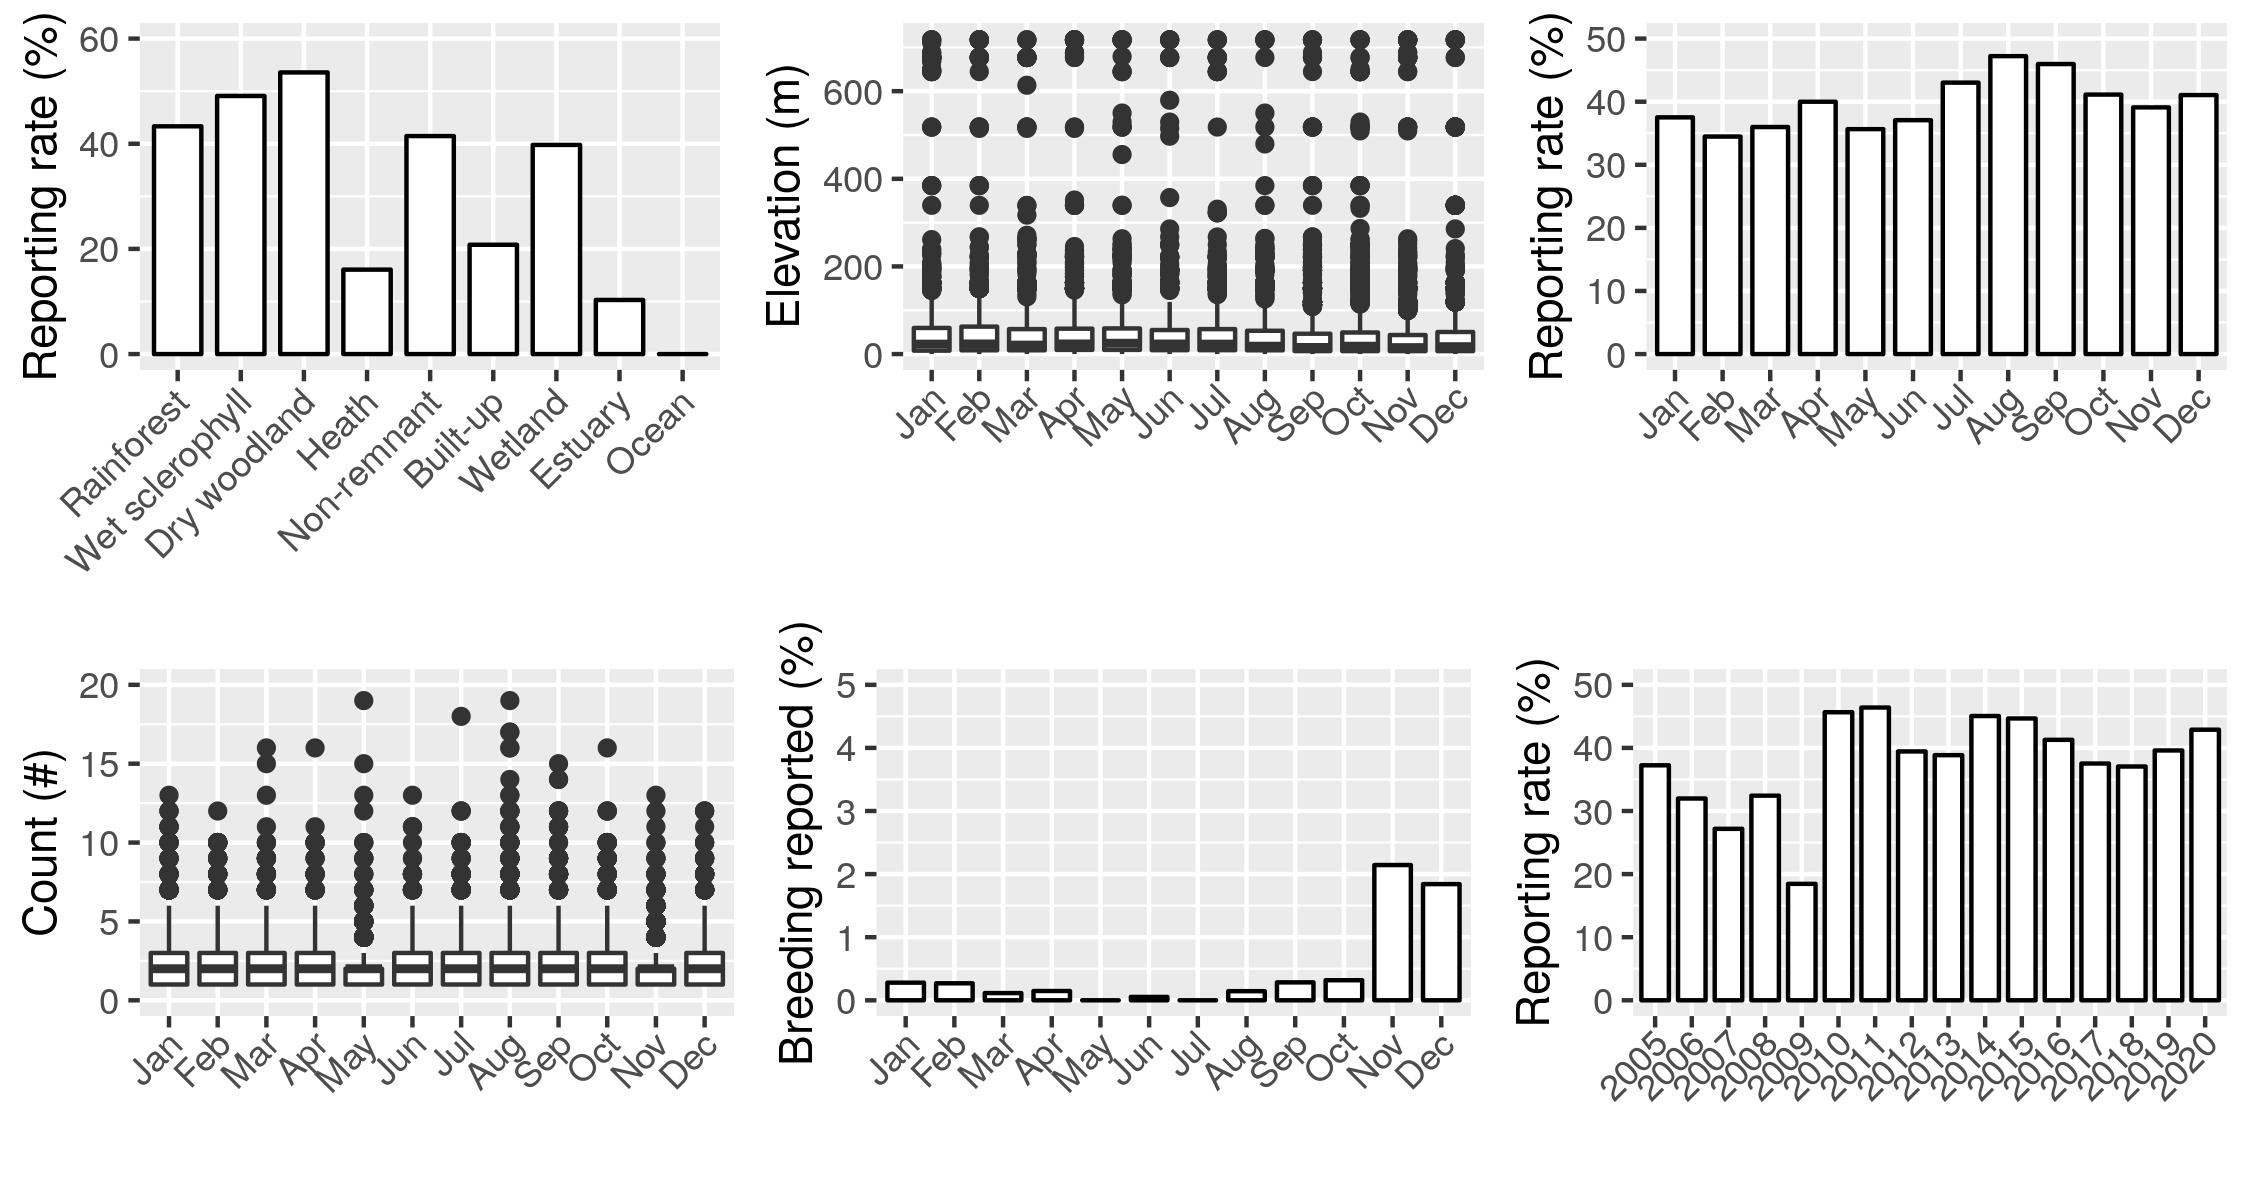 Reporting rate (%)
60
40
20
0
Rainforest
Wet sclerophyll
Dry woodland
Heath
Non-remnant
Built-up
Wetland
Estuary
Ocean
Elevation (m)
600
400
200
0
Jan
Feb
Mar
Apr
May
Jun
Jul
Aug
Sep
Oct
Nov
Dec
Reporting rate (%)
50
40
30
20
10
0
Jan
Feb
Mar
Apr
May
Jun
Jul
Aug
Sep
Oct
Nov
Dec
Count (#)
20
15
10
5
0
Jan
Feb
Mar
Apr
May
Jun
Jul
Aug
Sep
Oct
Nov
Dec
Breeding reported (%)
5
4
3
2
1
0
Jan
Feb
Mar
Apr
May
Jun
Jul
Aug
Sep
Oct
Nov
Dec
Reporting rate (%)
50
40
30
20
10
0
2005
2006
2007
2008
2009
2010
2011
2012
2013
2014
2015
2016
2017
2018
2019
2020